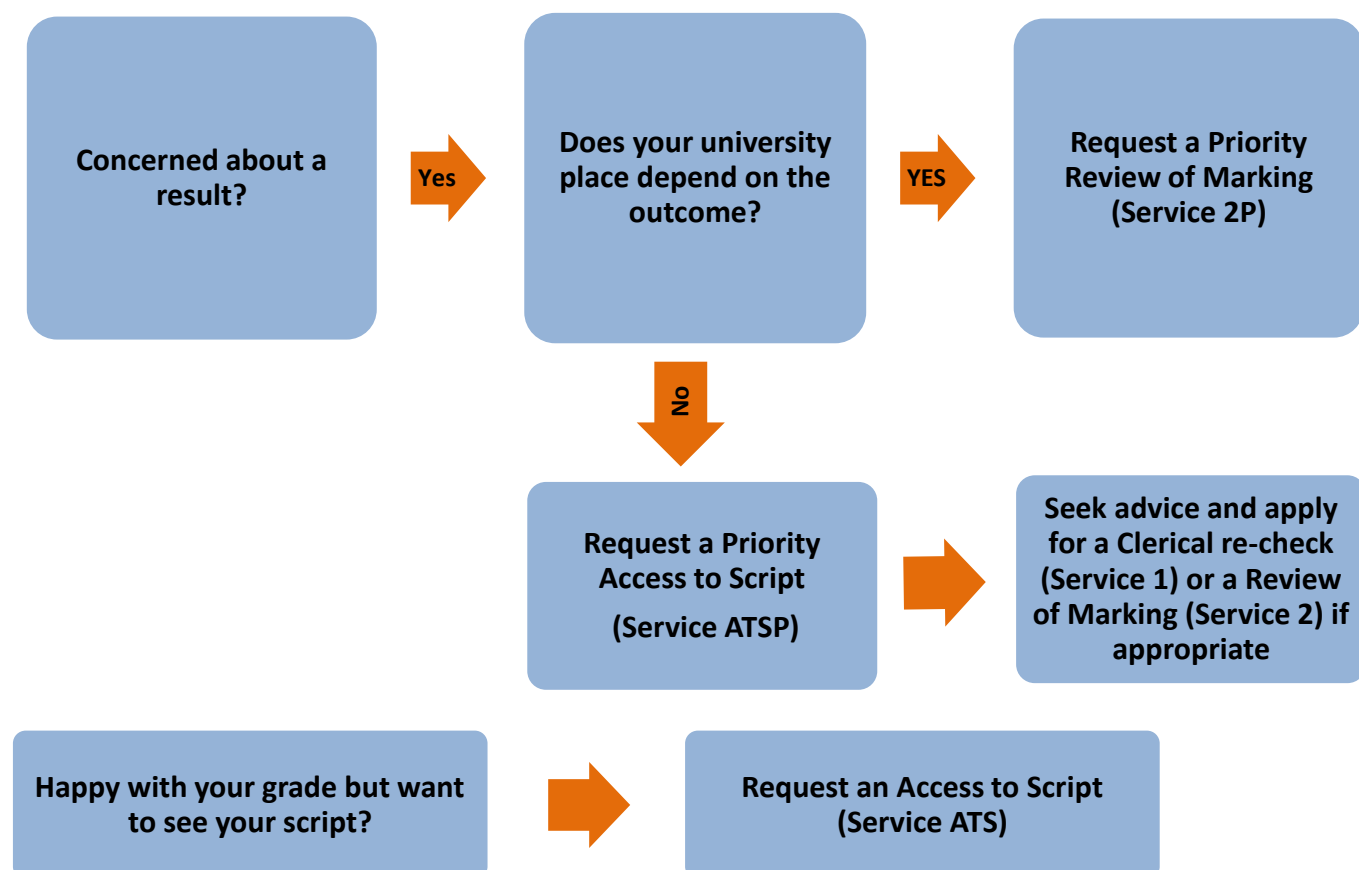 Concerned about a
result?
Yes
Does your university
place depend on the
outcome?
YES
Request a Priority
Review of Marking
(Service 2P)
No
Request a Priority
Access to Script
(Service ATSP)
Seek advice and apply
for a Clerical re-check
(Service 1) or a Review
of Marking (Service 2) if
appropriate
Happy with your grade but want
to see your script?
Request an Access to Script
(Service ATS)